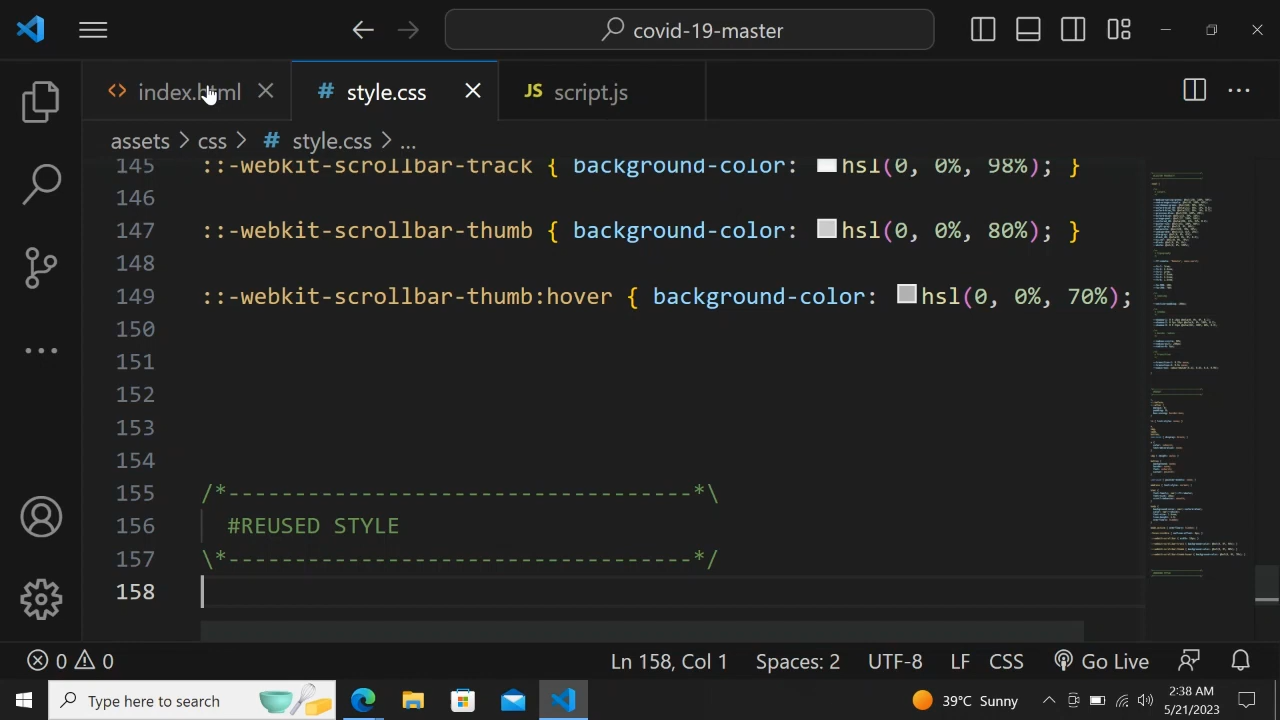 covid-19-master
index.html
style.css
JS script.js
assets > css > # style.css > ...
145 ::-webkit-scrollbar-track { background-color: hsl(0, 0%, 98%); }
146
147 ::-webkit-scrollbar-thumb { background-color: hsl(0, 0%, 80%); }
148
149 ::-webkit-scrollbar-thumb:hover { background-color: hsl(0, 0%, 70%);
150
151
152
153
154
155 /*-----------------------------------*\
156 #REUSED STYLE
157 \*-----------------------------------*/
158
0 0 Ln 158, Col 1 Spaces: 2 UTF-8 LF CSS Go Live
Type here to search 39°C Sunny 2:38 AM
5/21/2023